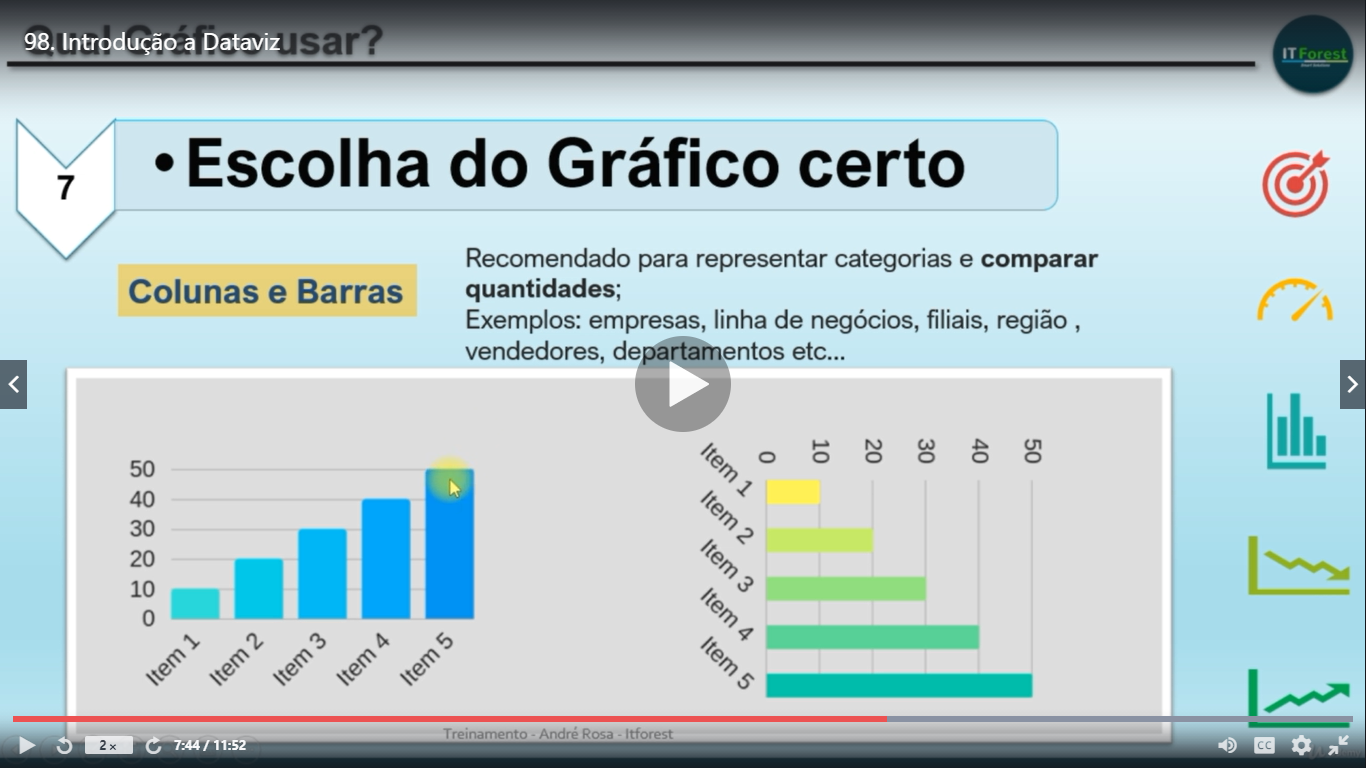 Qual Gráfico usar?
98. Introdução a Dataviz
ITForest
7
• Escolha do Gráfico certo
Colunas e Barras
Recomendado para representar categorias e comparar
quantidades;
Exemplos: empresas, linha de negócios, filiais, região ,
vendedores, departamentos etc...
50
40
30
20
10
0
Item 1
Item 2
Item 3
Item 4
Item 5
0
10
20
30
40
50
Item 1
Item 2
Item 3
Item 4
Item 5
Treinamento - André Rosa - Itforest
2× 7:44 / 11:52 CC